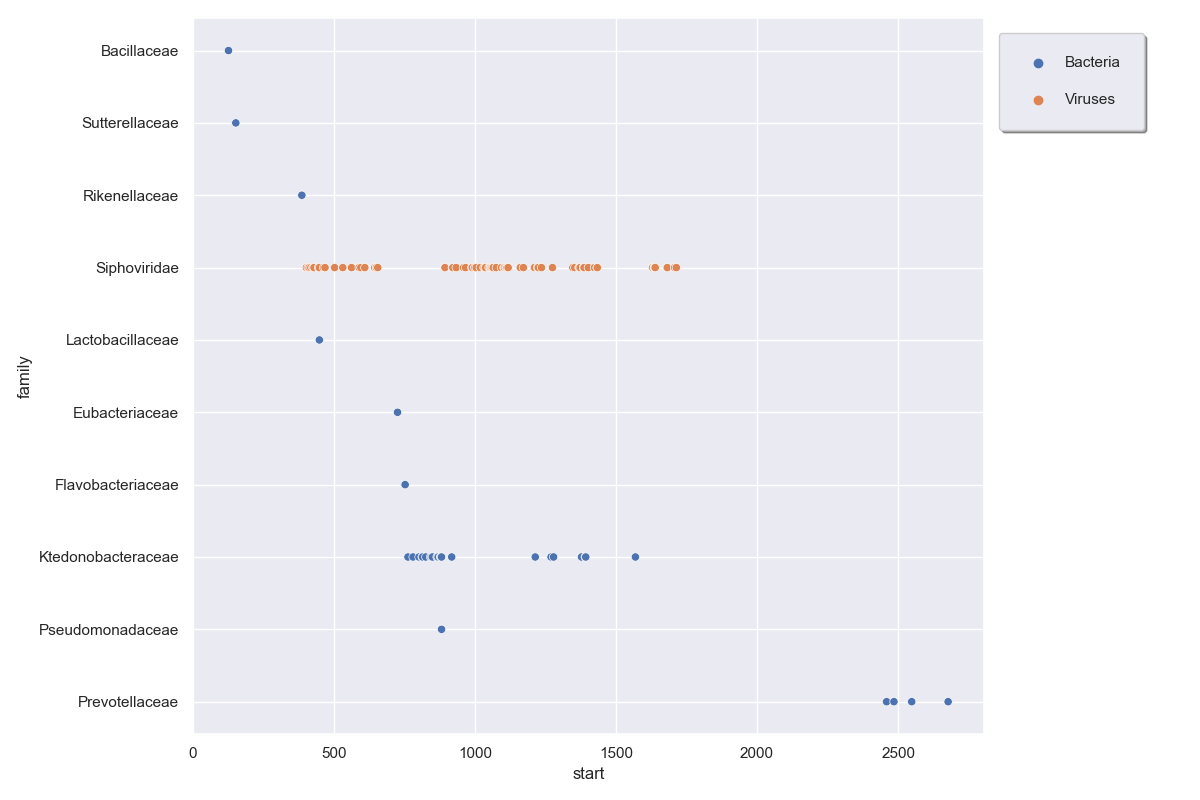 Bacillaceae
Sutterellaceae
Rikenellaceae
Siphoviridae
Lactobacillaceae
Eubacteriaceae
Flavobacteriaceae
Ktedonobacteraceae
Pseudomonadaceae
Prevotellaceae
family
0 500 1000 1500 2000 2500
start
Bacteria
Viruses